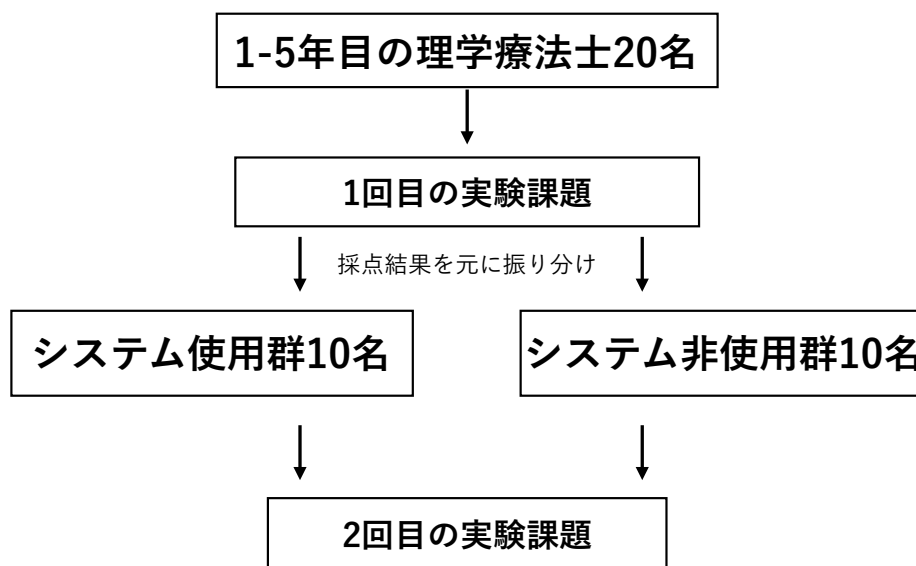 1-5年目の理学療法士20名
1回目の実験課題
採点結果を元に振り分け
システム使用群10名
システム非使用群10名
2回目の実験課題